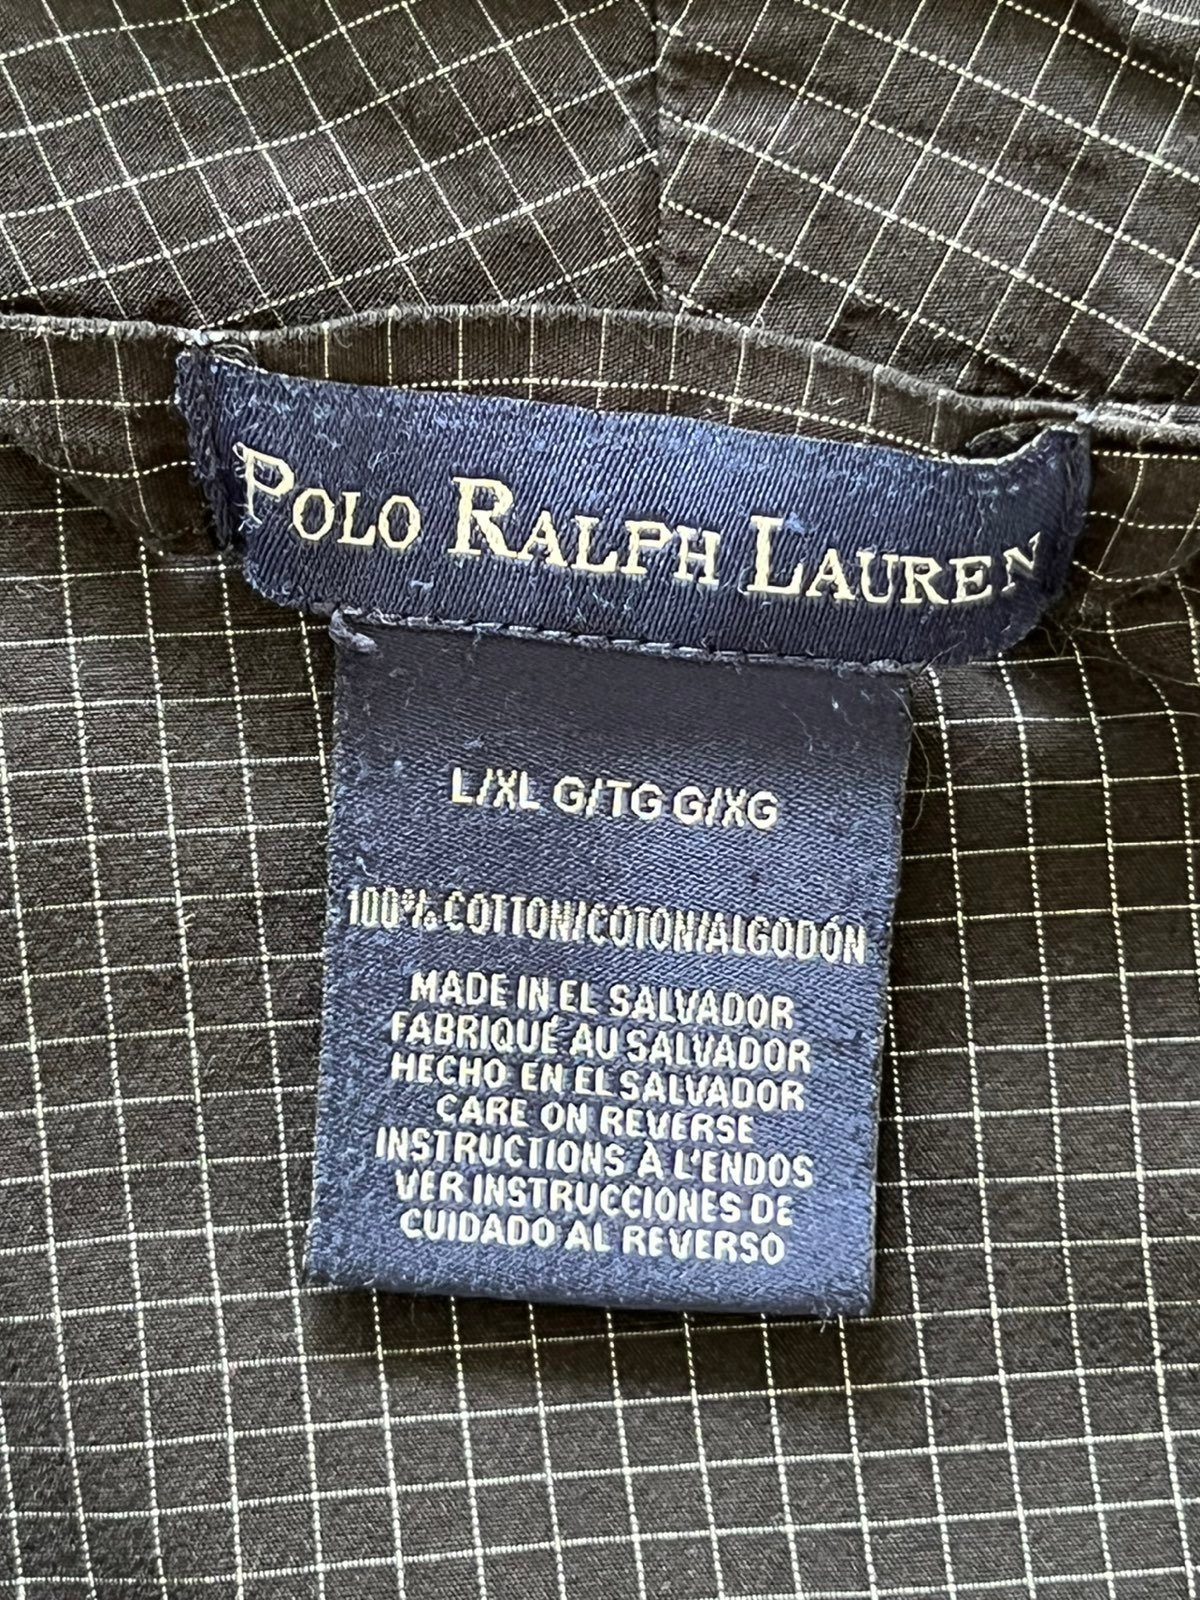 POLO RALPH LAUREN
L/XL G/TG G/XG
100% COTTON/COTON/ALGODÓN
MADE IN EL SALVADOR
FABRIQUÉ AU SALVADOR
HECHO EN EL SALVADOR
CARE ON REVERSE
INSTRUCTIONS À L'ENDOS
VER INSTRUCCIONES DE
CUIDADO AL REVERSO